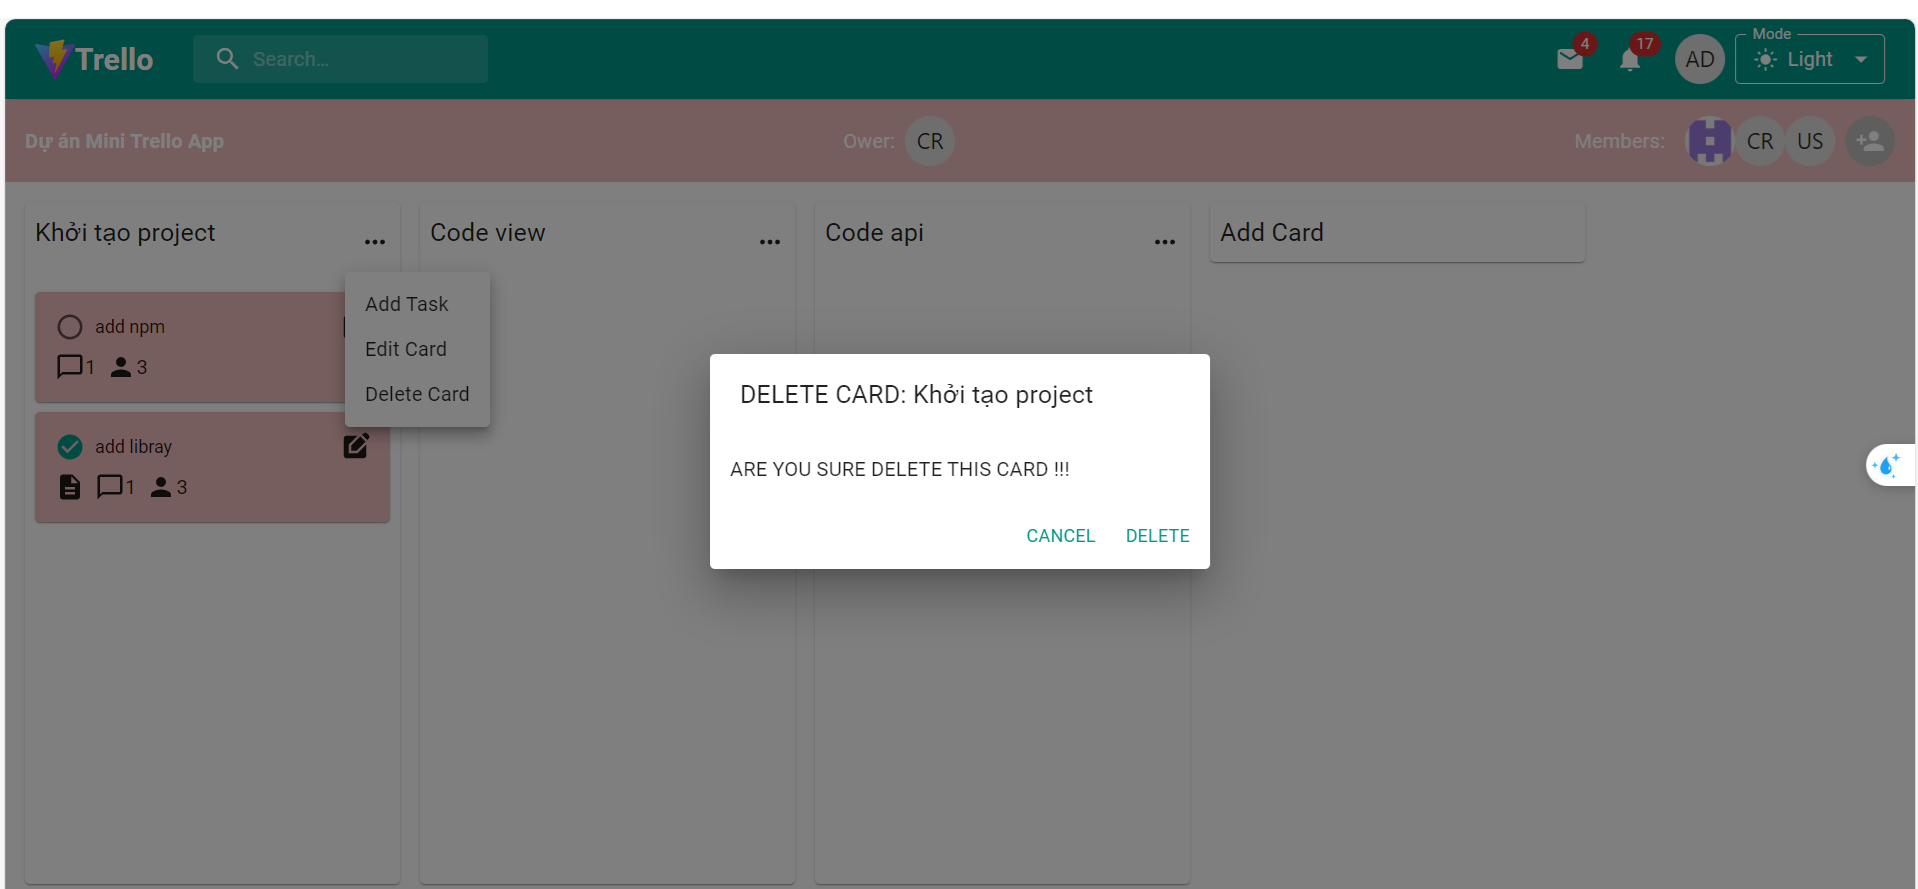 Trello
Search...
4
17
AD
Mode
Light
Dự án Mini Trello App
Ower:
CR
Members:
CR
US
Khởi tạo project
Code view
Code api
Add Card
add npm
1
3
add libray
1
3
Add Task
Edit Card
Delete Card
DELETE CARD: Khởi tạo project
ARE YOU SURE DELETE THIS CARD !!!
CANCEL
DELETE